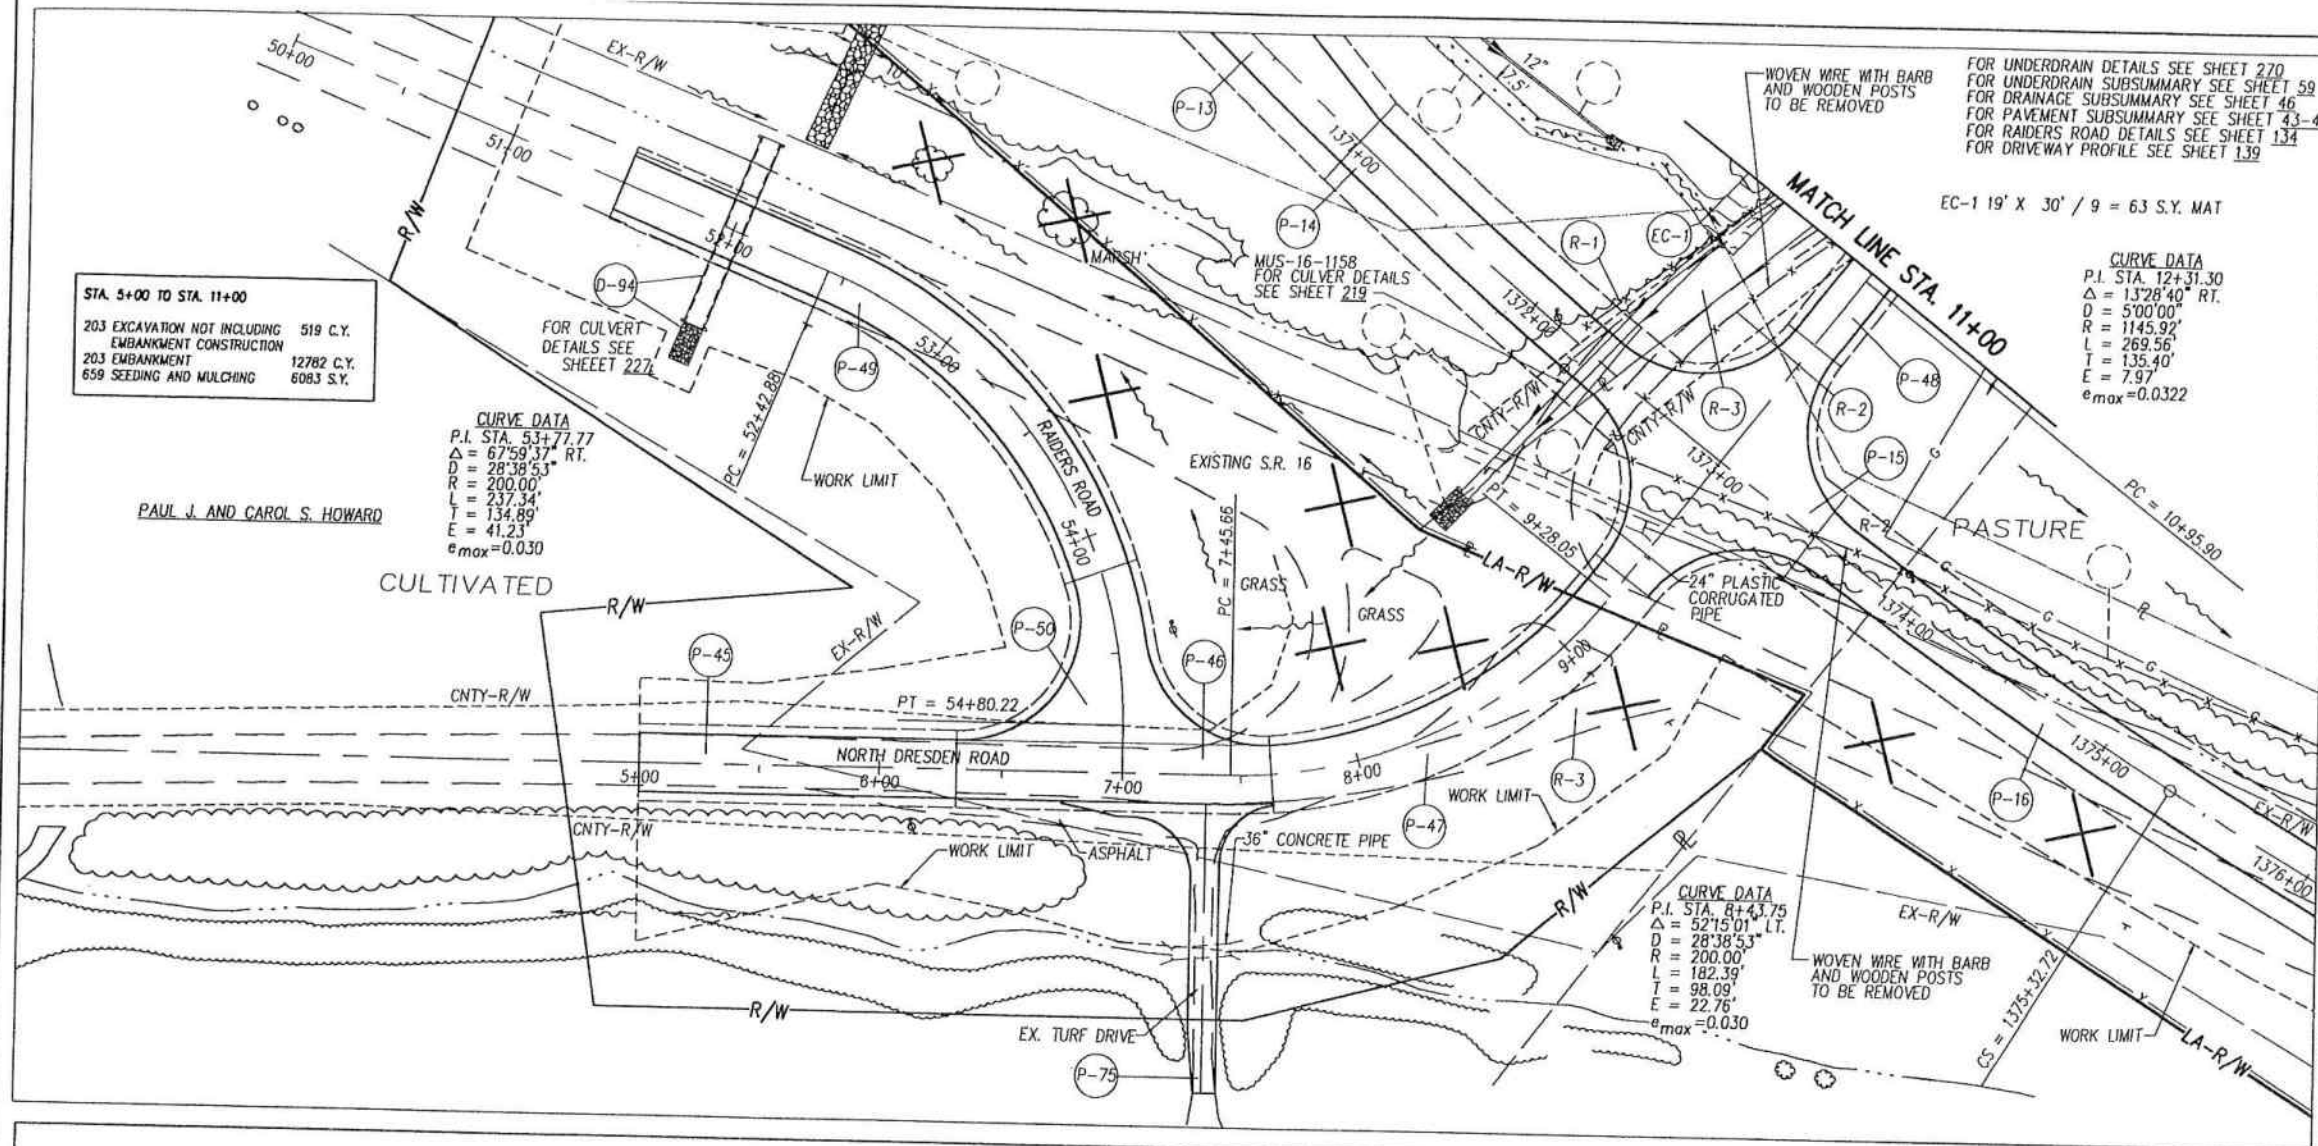 50+00
EX-R/W
10'
12"
17.5'
P-13
WOVEN WIRE WITH BARB
AND WOODEN POSTS
TO BE REMOVED
FOR UNDERDRAIN DETAILS SEE SHEET 270
FOR UNDERDRAIN SUBSUMMARY SEE SHEET 59
FOR DRAINAGE SUBSUMMARY SEE SHEET 46
FOR PAVEMENT SUBSUMMARY SEE SHEET 43-4
FOR RAIDERS ROAD DETAILS SEE SHEET 134
FOR DRIVEWAY PROFILE SEE SHEET 139
51+00
1371+00
EC-1 19' X 30' / 9 = 63 S.Y. MAT
MATCH LINE STA. 11+00
R/W
52+00
P-14
R-1
EC-1
MARSH
MUS-16-1158
FOR CULVER DETAILS
SEE SHEET 219
CURVE DATA
P.I. STA. 12+31.30
Δ = 13°28'40" RT.
D = 5°00'00"
R = 1145.92'
L = 269.56'
T = 135.40'
E = 7.97'
e max =0.0322
STA. 5+00 TO STA. 11+00
203 EXCAVATION NOT INCLUDING 519 C.Y.
EMBANKMENT CONSTRUCTION
203 EMBANKMENT 12782 C.Y.
659 SEEDING AND MULCHING 6083 S.Y.
D-94
FOR CULVERT
DETAILS SEE
SHEEET 227
P-49
53+00
1372+00
PC = 52+42.88
CNTY-R/W
CNTY-R/W
R-3
R-2
P-48
CURVE DATA
P.I. STA. 53+77.77
Δ = 67°59'37" RT.
D = 28°38'53"
R = 200.00'
L = 237.34'
T = 134.89'
E = 41.23'
e max =0.030
WORK LIMIT
RAIDERS ROAD
54+00
EXISTING S.R. 16
1373+00
P-15
G
PC = 10+95.90
PAUL J. AND CAROL S. HOWARD
PT = 9+28.05
R-2
PASTURE
CULTIVATED
PC = 7+45.66
GRASS
GRASS
LA-R/W
24" PLASTIC
CORRUGATED
PIPE
1374+00
G
G
R/W
EX-R/W
P-50
P-45
P-46
9+00
G
G
CNTY-R/W
PT = 54+80.22
NORTH DRESDEN ROAD
5+00
6+00
7+00
8+00
R-3
WORK LIMIT
P-47
1375+00
P-16
EX-R/W
CNTY-R/W
WORK LIMIT
ASPHALT
36" CONCRETE PIPE
1376+00
CURVE DATA
P.I. STA. 8+43.75
Δ = 52°15'01" LT.
D = 28°38'53"
R = 200.00'
L = 182.39'
T = 98.09'
E = 22.76'
e max =0.030
R/W
EX-R/W
WOVEN WIRE WITH BARB
AND WOODEN POSTS
TO BE REMOVED
CS = 1375+32.72
R/W
EX. TURF DRIVE
P-75
WORK LIMIT
LA-R/W